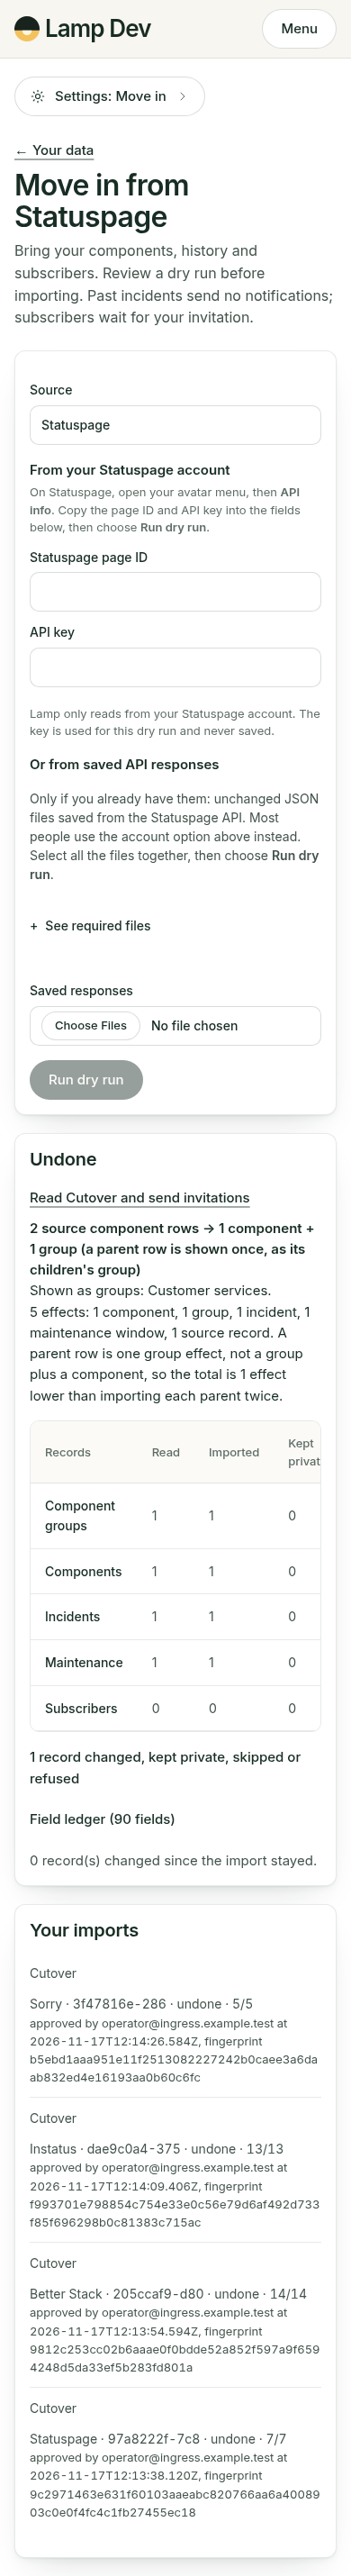 Lamp Dev
Menu
Settings: Move in
← Your data
Move in from
Statuspage
Bring your components, history and
subscribers. Review a dry run before
importing. Past incidents send no notifications;
subscribers wait for your invitation.
Source
Statuspage
From your Statuspage account
On Statuspage, open your avatar menu, then API
info. Copy the page ID and API key into the fields
below, then choose Run dry run.
Statuspage page ID
API key
Lamp only reads from your Statuspage account. The
key is used for this dry run and never saved.
Or from saved API responses
Only if you already have them: unchanged JSON
files saved from the Statuspage API. Most
people use the account option above instead.
Select all the files together, then choose Run dry
run.
+ See required files
Saved responses
Choose Files No file chosen
Run dry run
Undone
Read Cutover and send invitations
2 source component rows → 1 component +
1 group (a parent row is shown once, as its
children's group)
Shown as groups: Customer services.
5 effects: 1 component, 1 group, 1 incident, 1
maintenance window, 1 source record. A
parent row is one group effect, not a group
plus a component, so the total is 1 effect
lower than importing each parent twice.
Records Read Imported Kept
privat
Component
groups 1 1 0
Components 1 1 0
Incidents 1 1 0
Maintenance 1 1 0
Subscribers 0 0 0
1 record changed, kept private, skipped or
refused
Field ledger (90 fields)
0 record(s) changed since the import stayed.
Your imports
Cutover
Sorry · 3f47816e-286 · undone · 5/5
approved by operator@ingress.example.test at
2026-11-17T12:14:26.584Z, fingerprint
b5ebd1aaa951e11f2513082227242b0caee3a6da
ab832ed4e16193aa0b60c6fc
Cutover
Instatus · dae9c0a4-375 · undone · 13/13
approved by operator@ingress.example.test at
2026-11-17T12:14:09.406Z, fingerprint
f993701e798854c754e33e0c56e79d6af492d733
f85f696298b0c81383c715ac
Cutover
Better Stack · 205ccaf9-d80 · undone · 14/14
approved by operator@ingress.example.test at
2026-11-17T12:13:54.594Z, fingerprint
9812c253cc02b6aaae0f0bdde52a852f597a9f659
4248d5da33ef5b283fd801a
Cutover
Statuspage · 97a8222f-7c8 · undone · 7/7
approved by operator@ingress.example.test at
2026-11-17T12:13:38.120Z, fingerprint
9c2971463e631f60103aaeabc820766aa6a40089
03c0e0f4fc4c1fb27455ec18